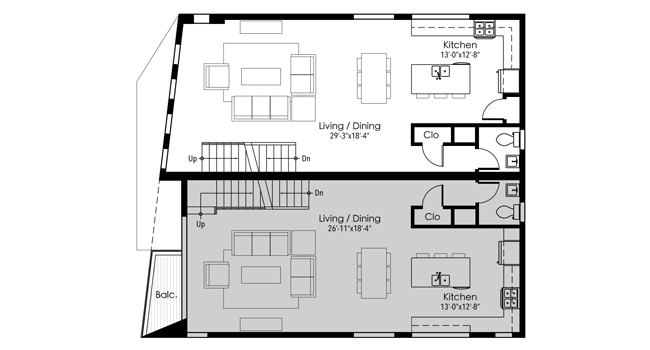 Kitchen
13'-0"x12'-8"
Living / Dining
29'-3"x18'-4"
Clo
Up
Dn
Dn
Up
Living / Dining
26'-11"x18'-4"
Clo
Balc.
Kitchen
13'-0"x12'-8"